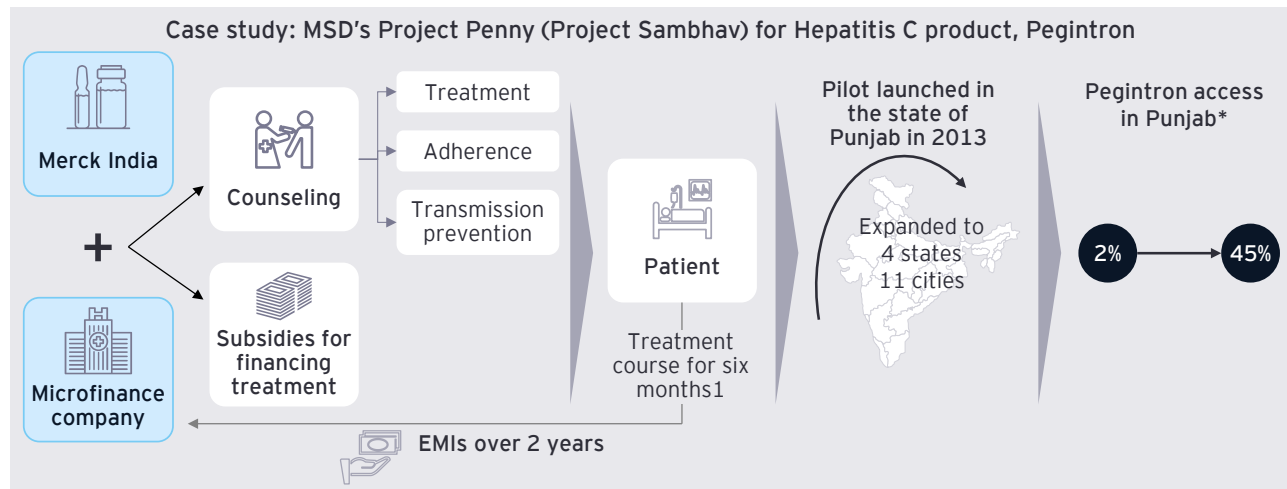 Case study: MSD's Project Penny (Project Sambhav) for Hepatitis C product, Pegintron
Merck India
+
Microfinance
company
Counseling
Subsidies for
financing
treatment
Treatment
Adherence
Transmission
prevention
Patient
Treatment
course for six
months1
EMIs over 2 years
Pilot launched in
the state of
Punjab in 2013
Expanded to
4 states
11 cities
Pegintron access
in Punjab*
2%
45%